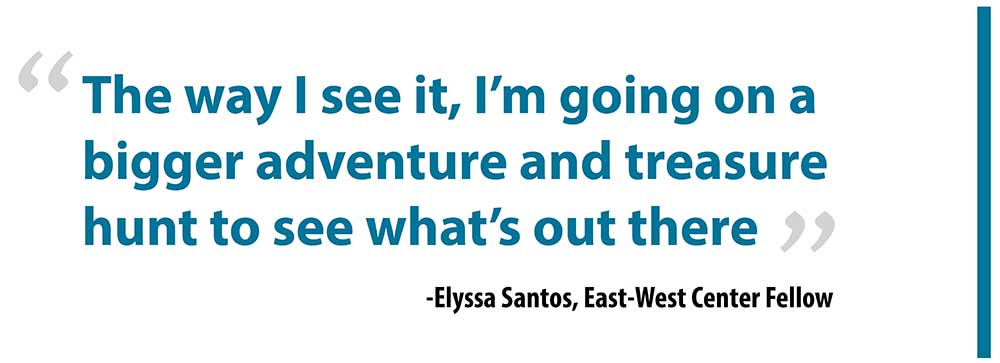 “The way I see it, I’m going on a
bigger adventure and treasure
hunt to see what’s out there”
-Elyssa Santos, East-West Center Fellow